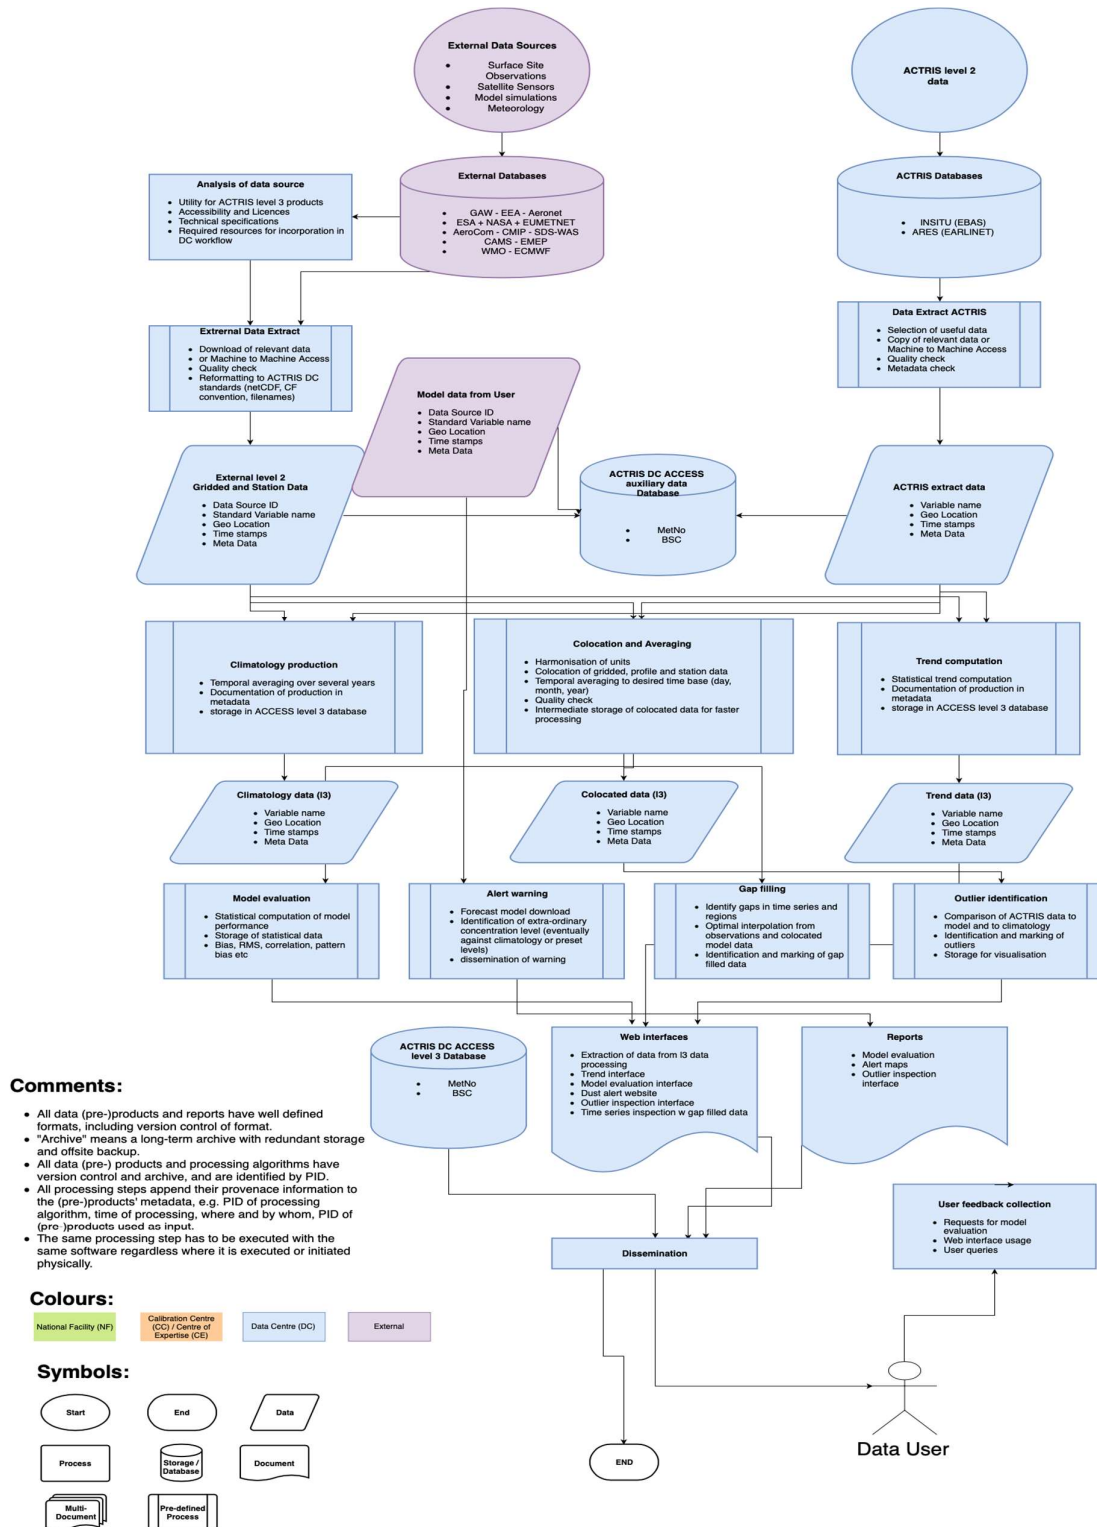 External Data Sources
• Surface Site
Observations
• Satellite Sensors
• Model simulations
• Meteorology
ACTRIS level 2
data
External Databases
• GAW - EEA - Aeronet
• ESA + NASA + EUMETNET
• AeroCom - CMIP - SDS-WAS
• CAMS - EMEP
• WMO - ECMWF
ACTRIS Databases
• INSITU (EBAS)
• ARES (EARLINET)
Analysis of data source
• Utility for ACTRIS level 3 products
• Accessibility and Licences
• Technical specifications
• Required resources for incorporation in
DC workflow
Extrernal Data Extract
• Download of relevant data
• or Machine to Machine Access
• Quality check
• Reformatting to ACTRIS DC
standards (netCDF, CF
convention, filenames)
Data Extract ACTRIS
• Selection of useful data
• Copy of relevant data or
Machine to Machine Access
• Quality check
• Metadata check
Model data from User
• Data Source ID
• Standard Variable name
• Geo Location
• Time stamps
• Meta Data
External level 2
Gridded and Station Data
• Data Source ID
• Standard Variable name
• Geo Location
• Time stamps
• Meta Data
ACTRIS DC ACCESS
auxiliary data
Database
• MetNo
• BSC
ACTRIS extract data
• Variable name
• Geo Location
• Time stamps
• Meta Data
Climatology production
• Temporal averaging over several years
• Documentation of production in
metadata
• storage in ACCESS level 3 database
Colocation and Averaging
• Harmonisation of units
• Colocation of gridded, profile and station data
• Temporal averaging to desired time base (day,
month, year)
• Quality check
• Intermediate storage of colocated data for faster
processing
Trend computation
• Statistical trend computation
• Documentation of production in
metadata
• storage in ACCESS level 3 database
Climatology data (l3)
• Variable name
• Geo Location
• Time stamps
• Meta Data
Colocated data (l3)
• Variable name
• Geo Location
• Time stamps
• Meta Data
Trend data (l3)
• Variable name
• Geo Location
• Time stamps
• Meta Data
Model evaluation
• Statistical computation of model
performance
• Storage of statistical data
• Bias, RMS, correlation, pattern
bias etc
Alert warning
• Forecast model download
• Identification of extra-ordinary
concentration level (eventually
against climatology or preset
levels)
• dissemination of warning
Gap filling
• Identify gaps in time series and
regions
• Optimal interpolation from
observations and colocated
model data
• Identification and marking of gap
filled data
Outlier identification
• Comparison of ACTRIS data to
model and to climatology
• Identification and marking of
outliers
• Storage for visualisation
ACTRIS DC ACCESS
level 3 Database
• MetNo
• BSC
Web interfaces
• Extraction of data from l3 data
processing
• Trend interface
• Model evaluation interface
• Dust alert website
• Outlier inspection interface
• Time series inspection w gap filled data
Reports
• Model evaluation
• Alert maps
• Outlier inspection
interface
Comments:
• All data (pre-)products and reports have well defined
formats, including version control of format.
• "Archive" means a long-term archive with redundant storage
and offsite backup.
• All data (pre-) products and processing algorithms have
version control and archive, and are identified by PID.
• All processing steps append their provenace information to
the (pre-)products' metadata, e.g. PID of processing
algorithm, time of processing, where and by whom, PID of
(pre-)products used as input.
• The same processing step has to be executed with the
same software regardless where it is executed or initiated
physically.
User feedback collection
• Requests for model
evaluation
• Web interface usage
• User queries
Dissemination
Colours:
National Facility (NF)
Calibration Centre
(CC) / Centre of
Expertise (CE)
Data Centre (DC)
External
Symbols:
Start
End
Data
Process
Storage /
Database
Document
Multi-
Document
Pre-defined
Process
END
Data User